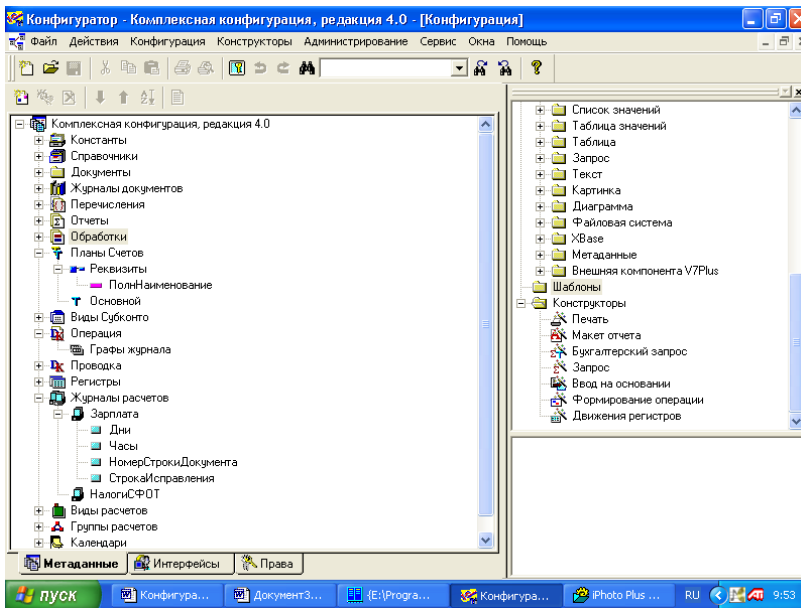 Конфигуратор - Комплексная конфигурация, редакция 4.0 - [Конфигурация]
Файл Действия Конфигурация Конструкторы Администрирование Сервис Окна Помощь
Комплексная конфигурация, редакция 4.0
Константы
Справочники
Документы
Журналы документов
Перечисления
Отчеты
Обработки
Планы Счетов
Реквизиты
ПолнНаименование
Основной
Виды Субконто
Операция
Графы журнала
Проводка
Регистры
Журналы расчетов
Зарплата
Дни
Часы
НомерСтрокиДокумента
СтрокаИсправления
НалогиСФОТ
Виды расчетов
Группы расчетов
Календари
Метаданные Интерфейсы Права
Список значений
Таблица значений
Таблица
Запрос
Текст
Картинка
Диаграмма
Файловая система
XBase
Метаданные
Внешняя компонента V7Plus
Шаблоны
Конструкторы
Печать
Макет отчета
Бухгалтерский запрос
Запрос
Ввод на основании
Формирование операции
Движения регистров
пуск Конфигура... Документ3... {E:\Progra... Конфигура... iPhoto Plus ... RU 9:53